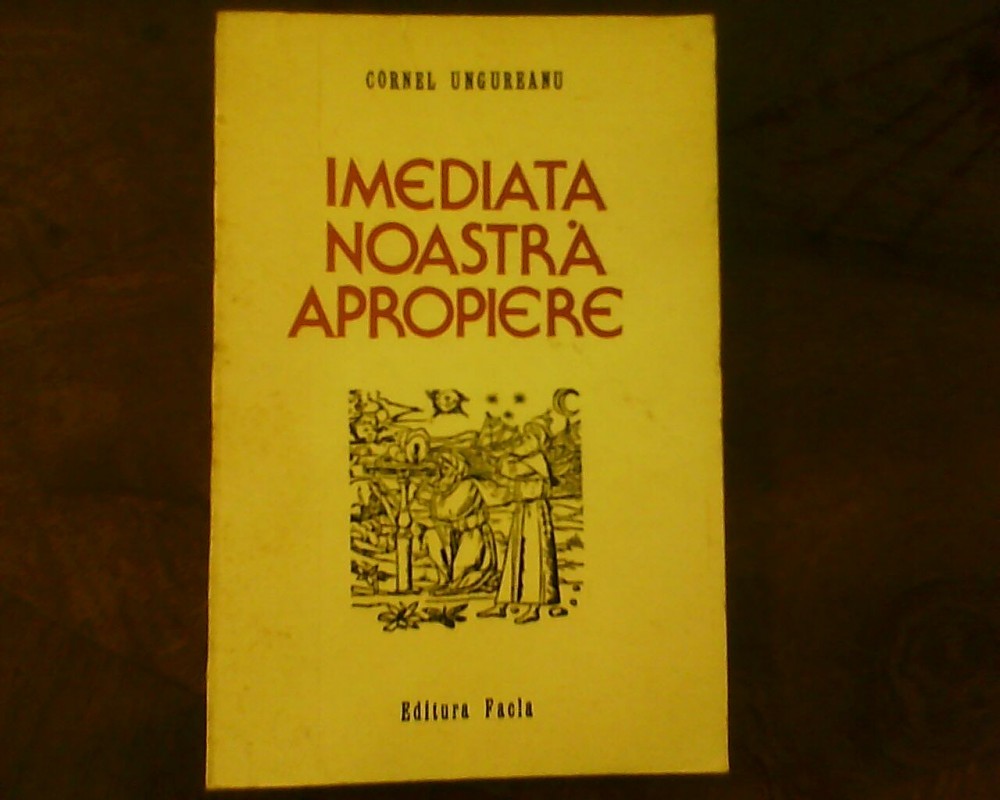 CORNEL UNGUREANU
IMEDIATA
NOASTRĂ
APROPIERE
Editura Facla